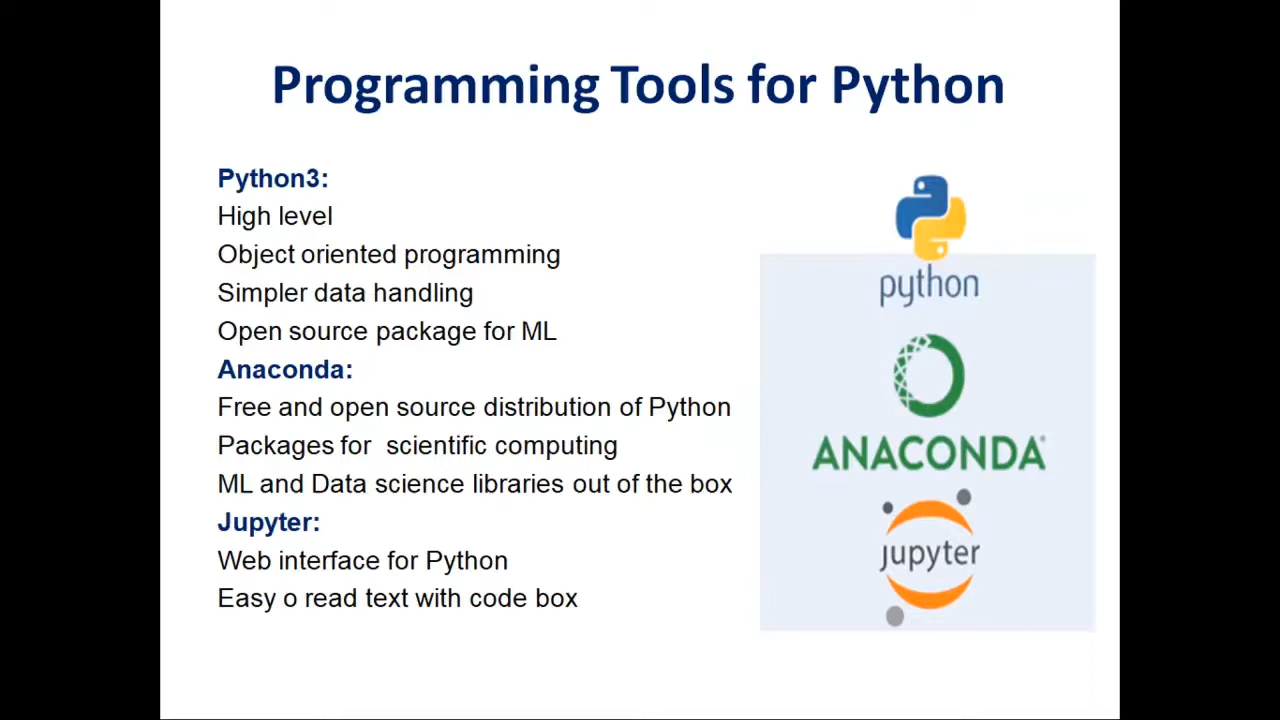 Programming Tools for Python
Python3:
High level
Object oriented programming
Simpler data handling
Open source package for ML
Anaconda:
Free and open source distribution of Python
Packages for  scientific computing
ML and Data science libraries out of the box
Jupyter:
Web interface for Python
Easy o read text with code box
python
ANACONDA®
jupyter